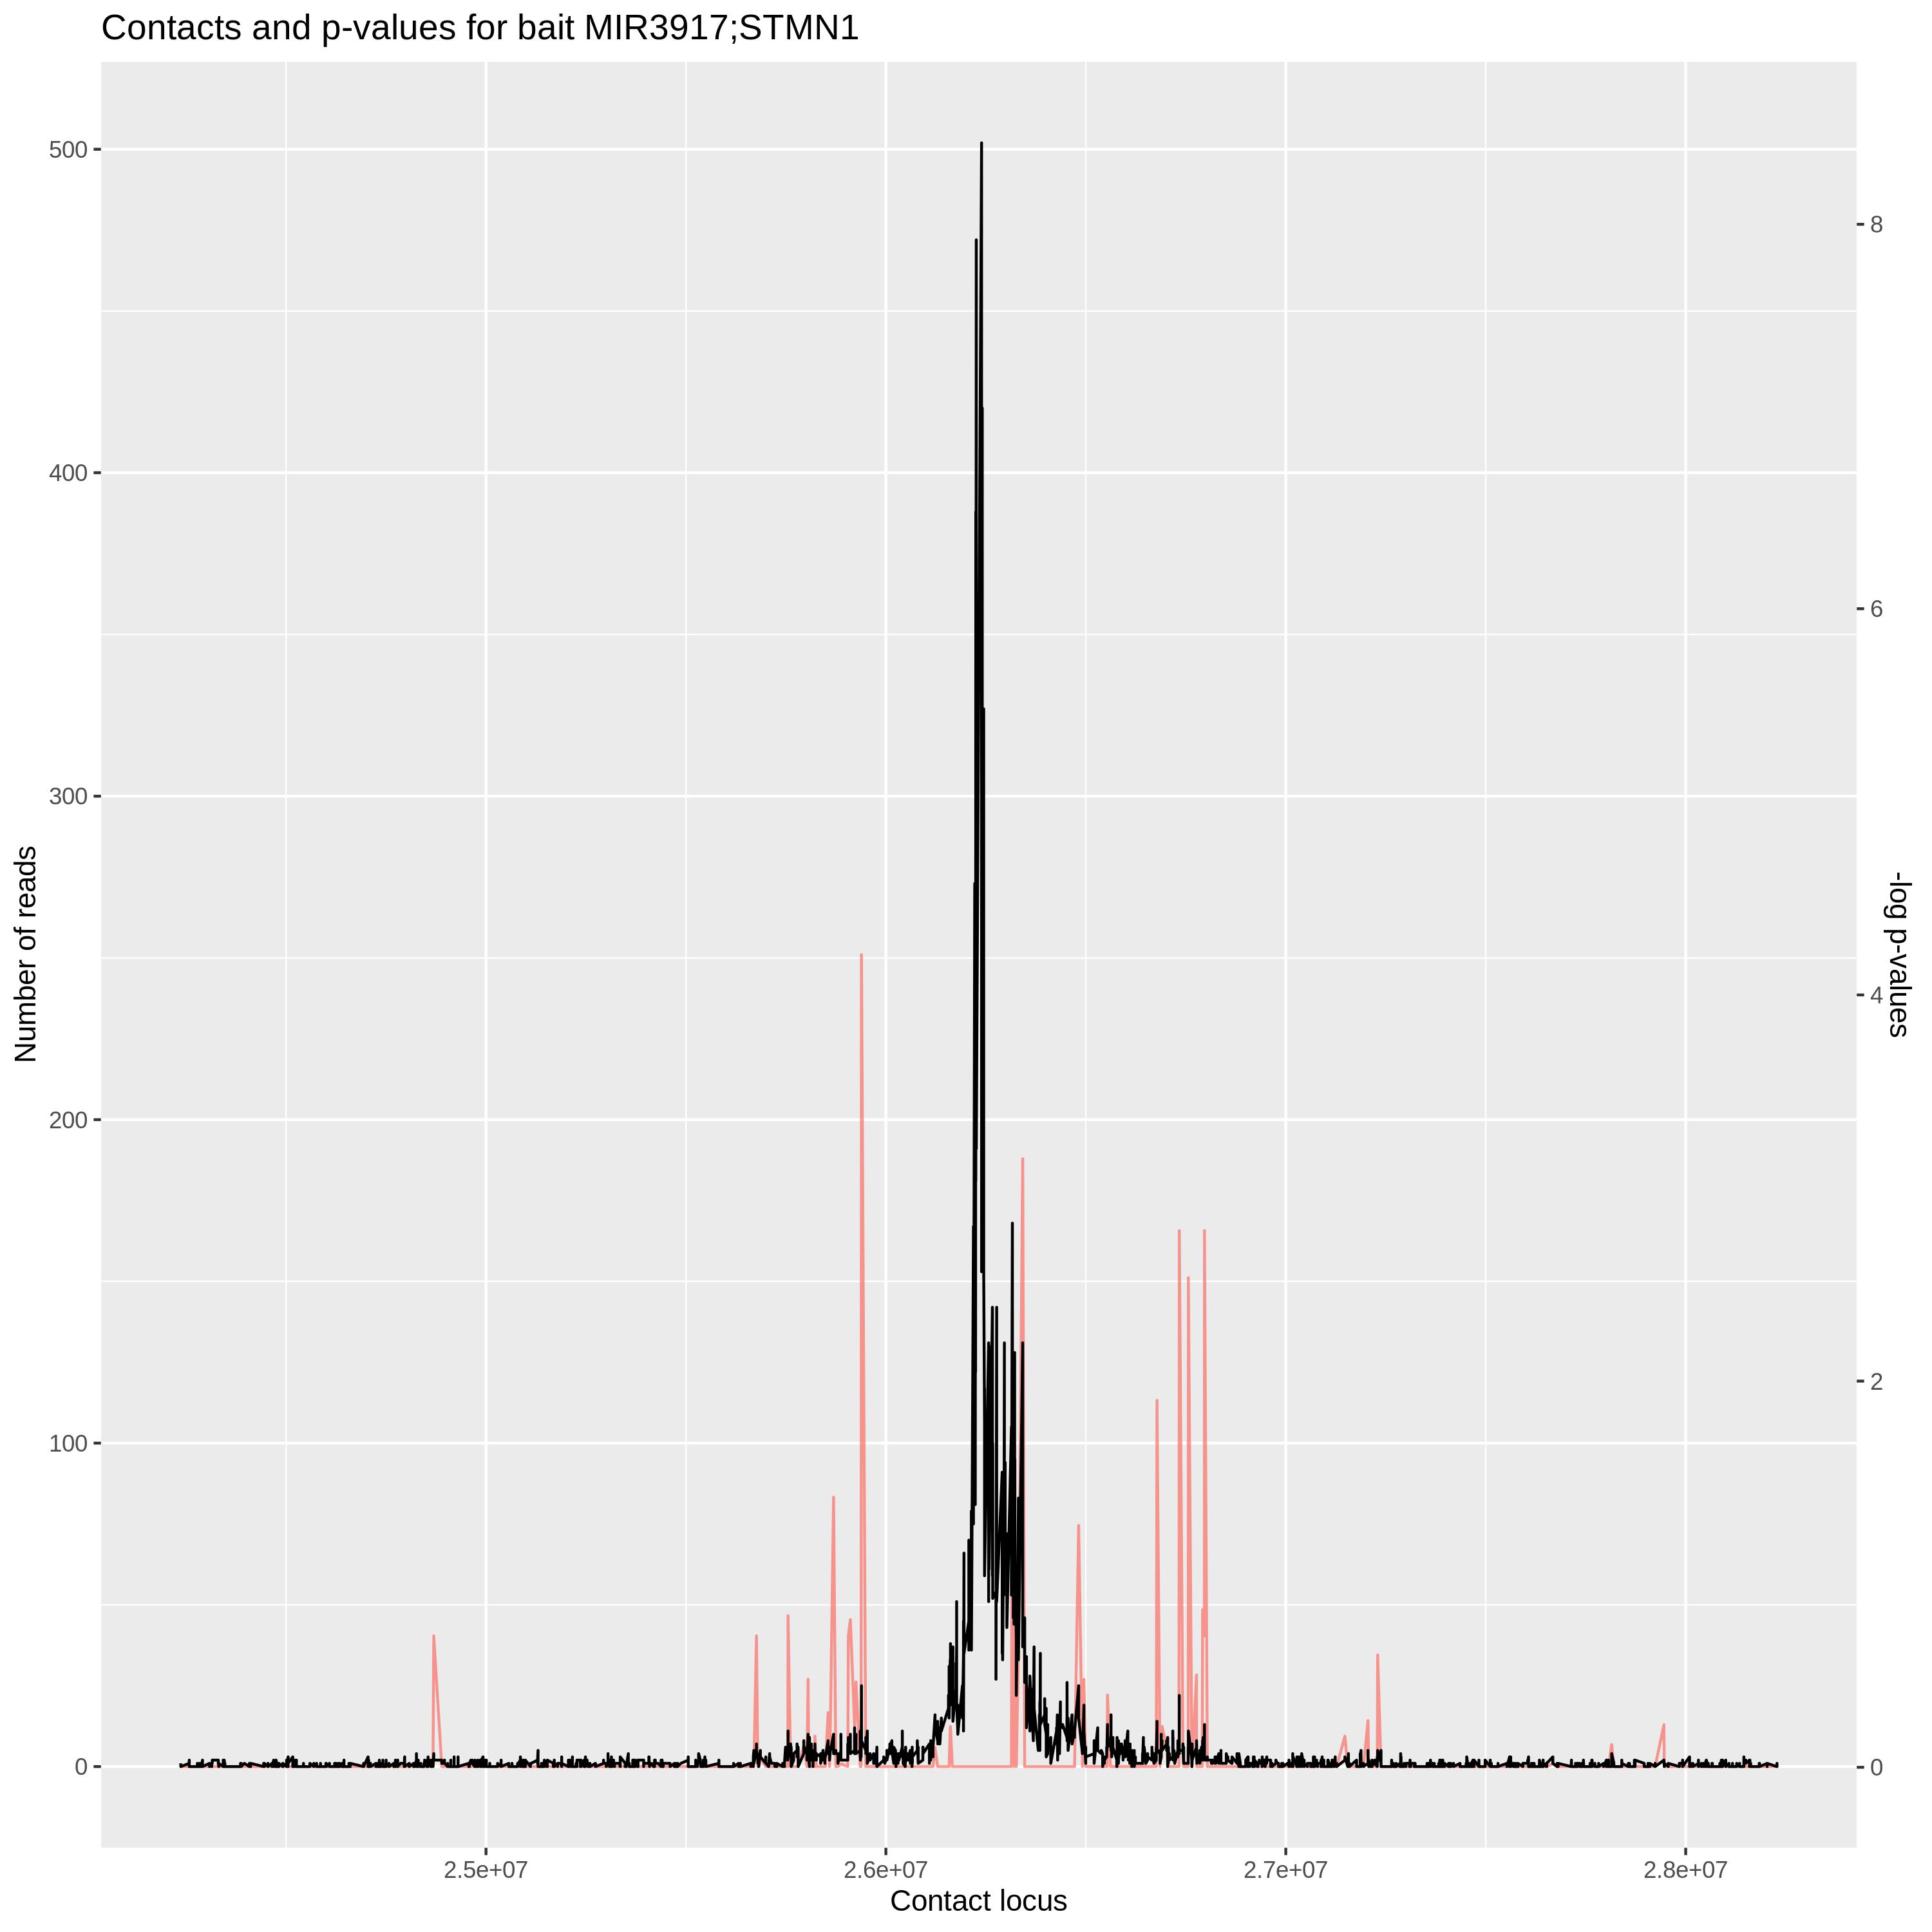 Contacts and p-values for bait MIR3917;STMN1
500
400
300
200
100
0
Number of reads
8
6
4
2
0
-log p-values
2.5e+07
2.6e+07
2.7e+07
2.8e+07
Contact locus